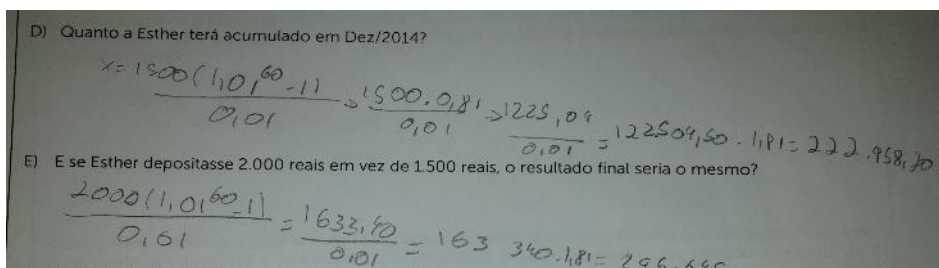 D) Quanto a Esther terá acumulado em Dez/2014?
X= 1500(1,01^60 -1) / 0,01 → 1500.0,81 / 0,01 → 1225,04 / 0,01 = 122504,50 . 1,81 = 222.958,20
E) E se Esther depositasse 2.000 reais em vez de 1.500 reais, o resultado final seria o mesmo?
2000(1,01^60 -1) / 0,01 = 1633,40 / 0,01 = 163 340.1,81=